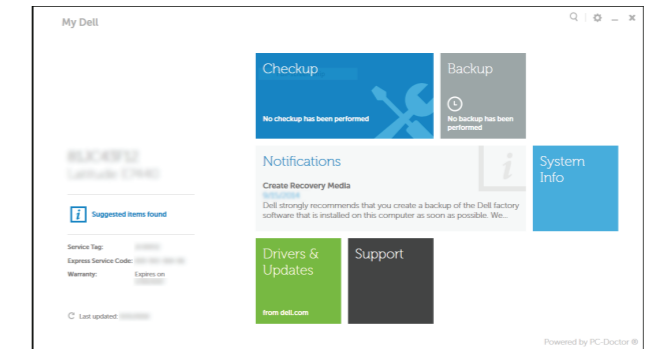 My Dell
Checkup
No checkup has been performed
Backup
No backup has been
performed
Latitude E7440
Suggested items found
Service Tag:
Express Service Code:
Warranty: Expires on
Last updated:
Notifications
Create Recovery Media
Dell strongly recommends that you create a backup of the Dell factory
software that is installed on this computer as soon as possible. We...
System
Info
Drivers &
Updates
from dell.com
Support
Powered by PC-Doctor ®